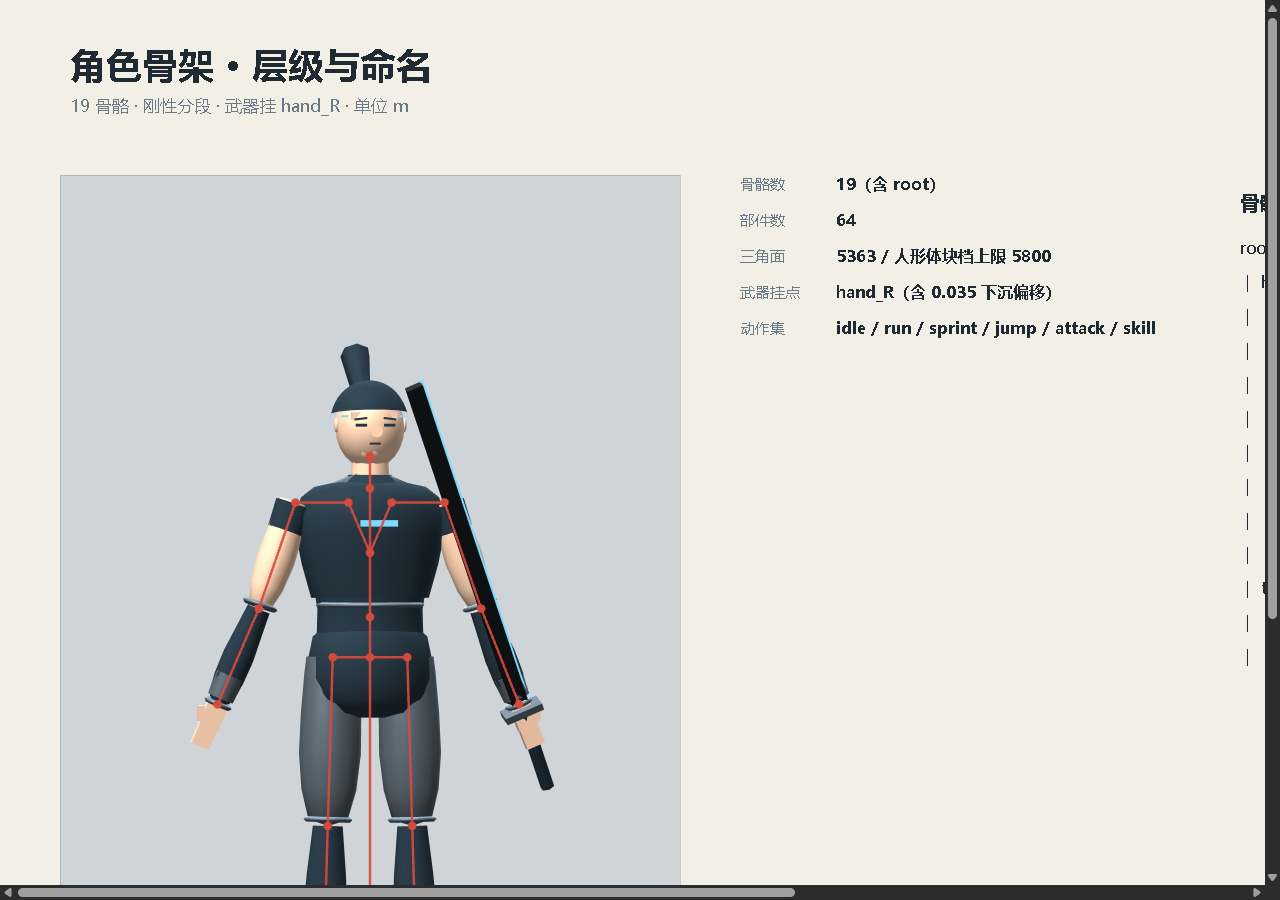 角色骨架 · 层级与命名
19 骨骼 · 刚性分段 · 武器挂 hand_R · 单位 m
骨骼数 19（含 root）
部件数 64
三角面 5363 / 人形体块档上限 5800
武器挂点 hand_R（含 0.035 下沉偏移）
动作集 idle / run / sprint / jump / attack / skill